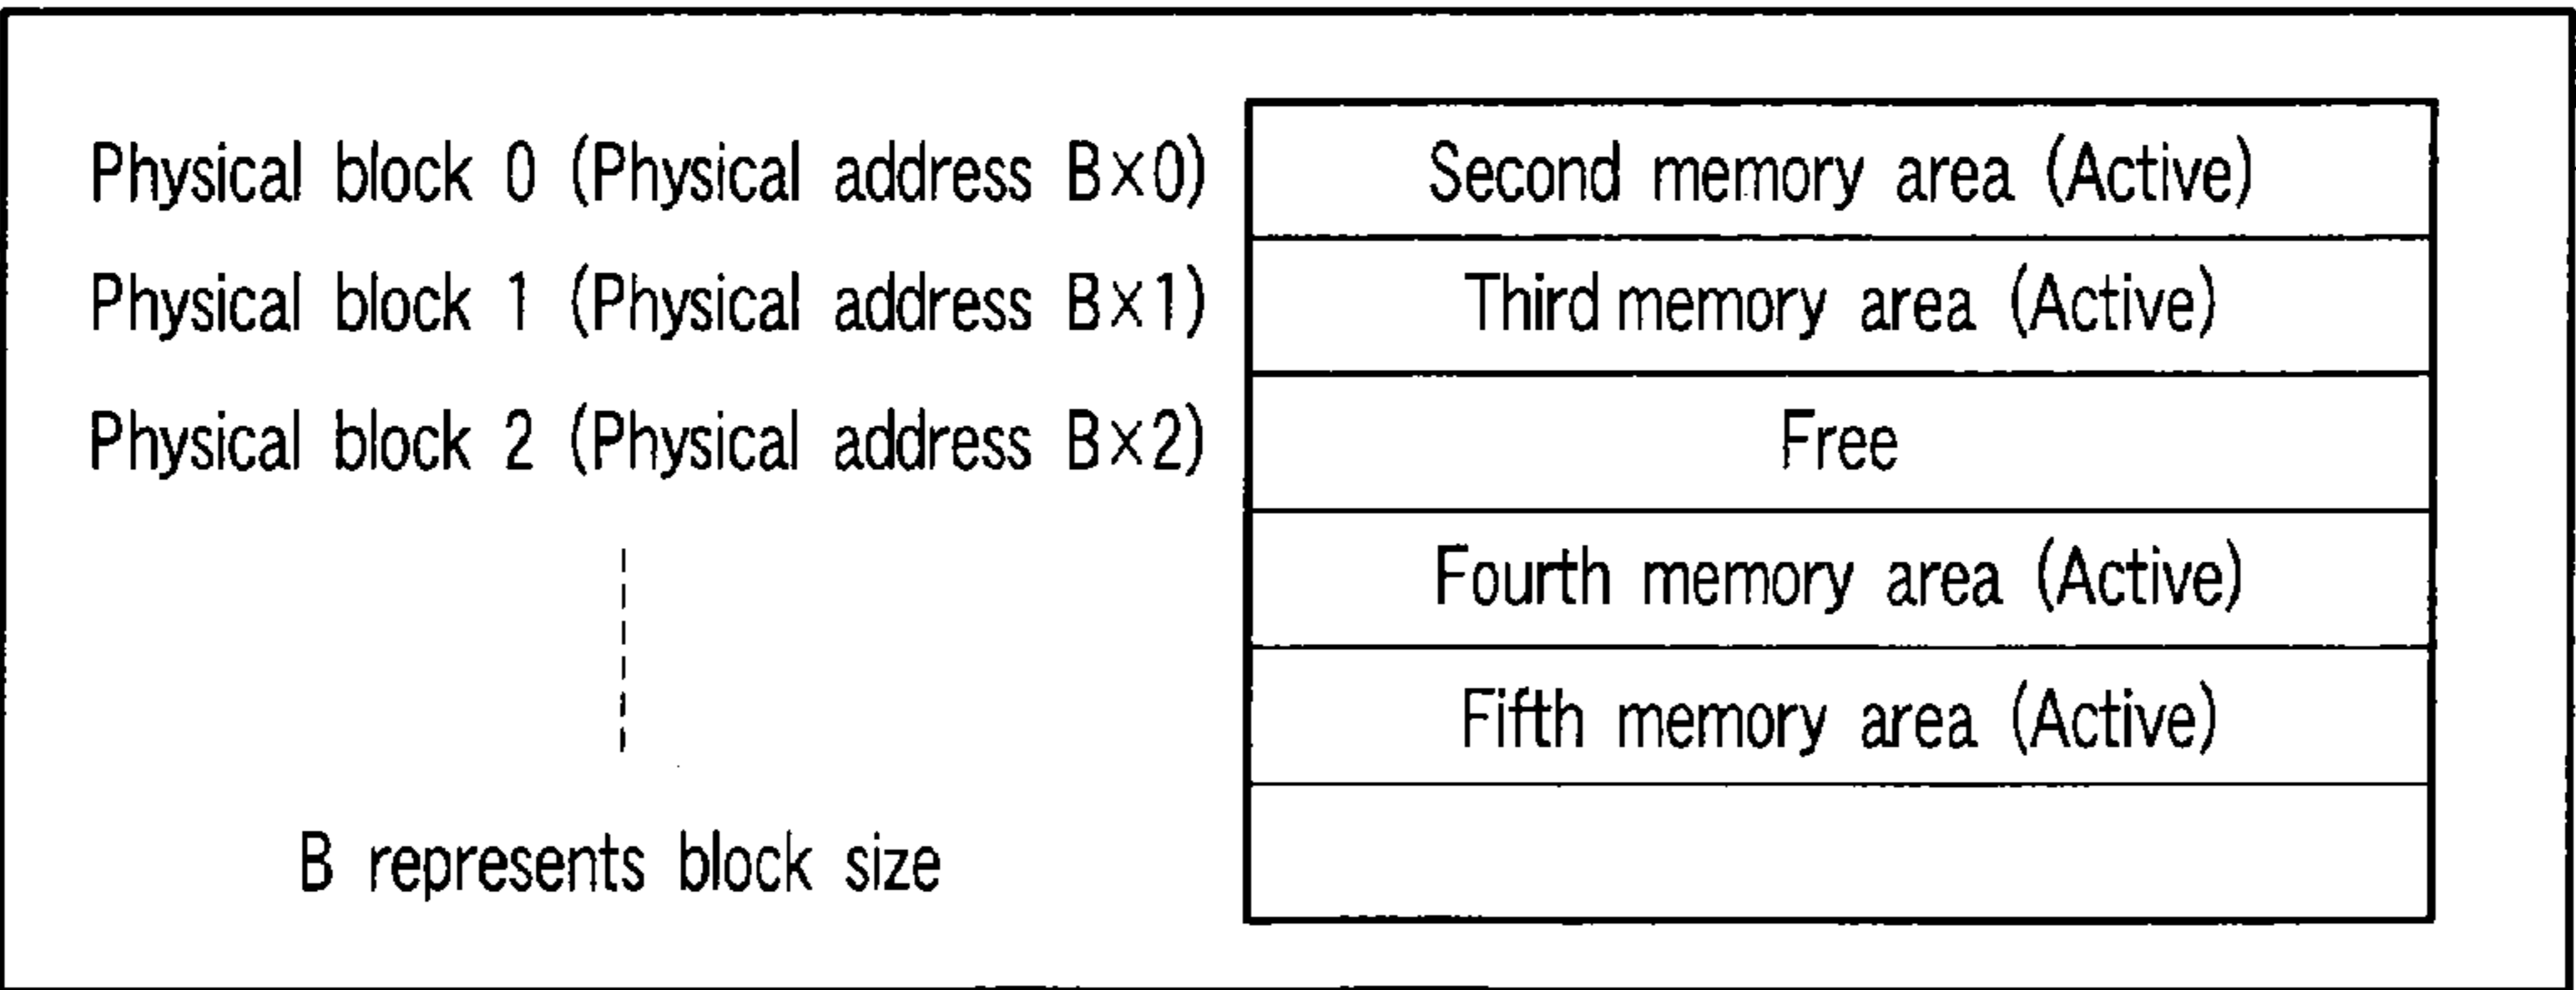 Physical block 0 (Physical address B×0) Second memory area (Active)
Physical block 1 (Physical address B×1) Third memory area (Active)
Physical block 2 (Physical address B×2) Free
Fourth memory area (Active)
Fifth memory area (Active)
B represents block size